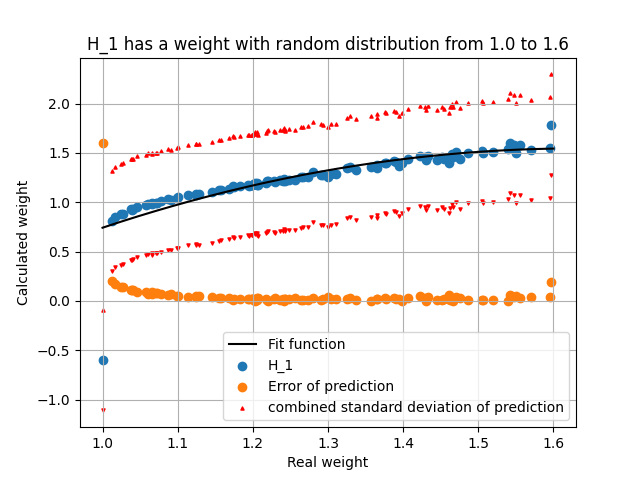 H_1 has a weight with random distribution from 1.0 to 1.6
Calculated weight
2.0
1.5
1.0
0.5
0.0
−0.5
−1.0
Fit function
H_1
Error of prediction
combined standard deviation of prediction
1.0 1.1 1.2 1.3 1.4 1.5 1.6
Real weight